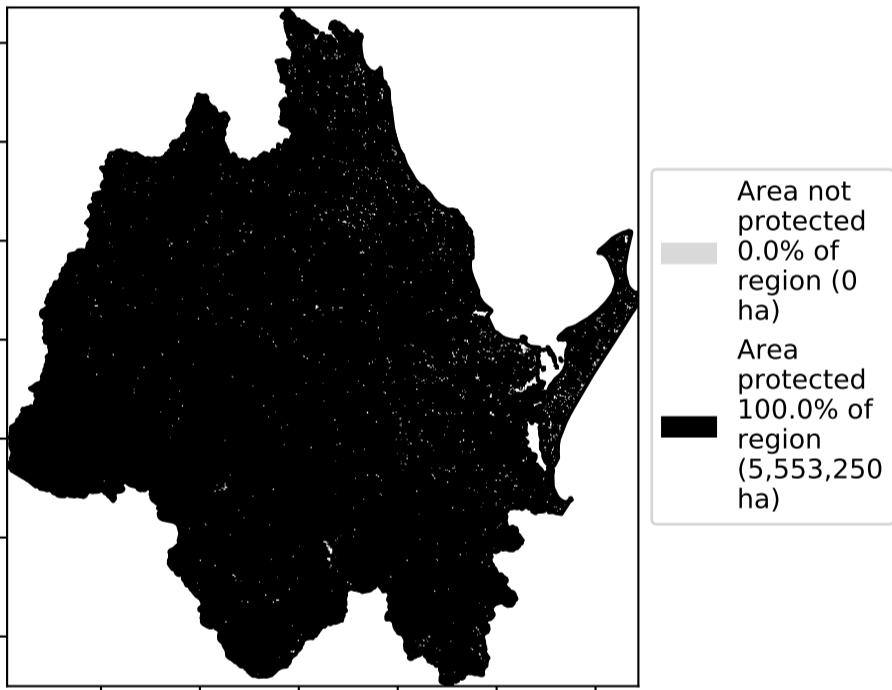 Area not
protected
0.0% of
region (0
ha)
Area
protected
100.0% of
region
(5,553,250
ha)